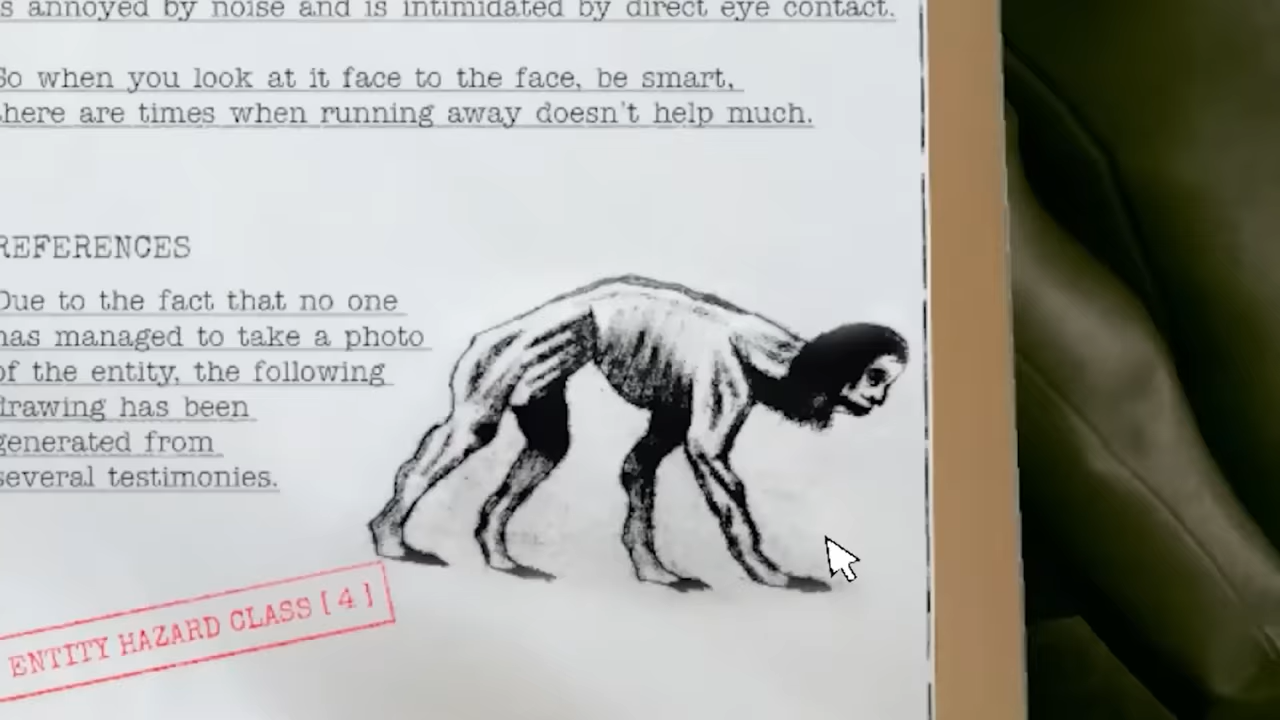 s annoyed by noise and is intimidated by direct eye contact.
So when you look at it face to the face, be smart,
there are times when running away doesn't help much.
REFERENCES
Due to the fact that no one
has managed to take a photo
of the entity, the following
drawing has been
generated from
several testimonies.
ENTITY HAZARD CLASS [ 4 ]